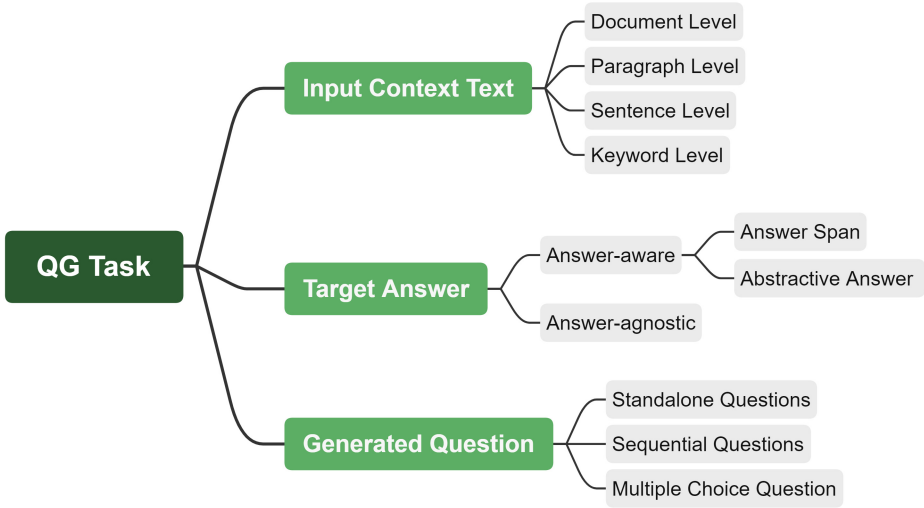 QG Task
Input Context Text
Document Level
Paragraph Level
Sentence Level
Keyword Level
Target Answer
Answer-aware
Answer Span
Abstractive Answer
Answer-agnostic
Generated Question
Standalone Questions
Sequential Questions
Multiple Choice Question